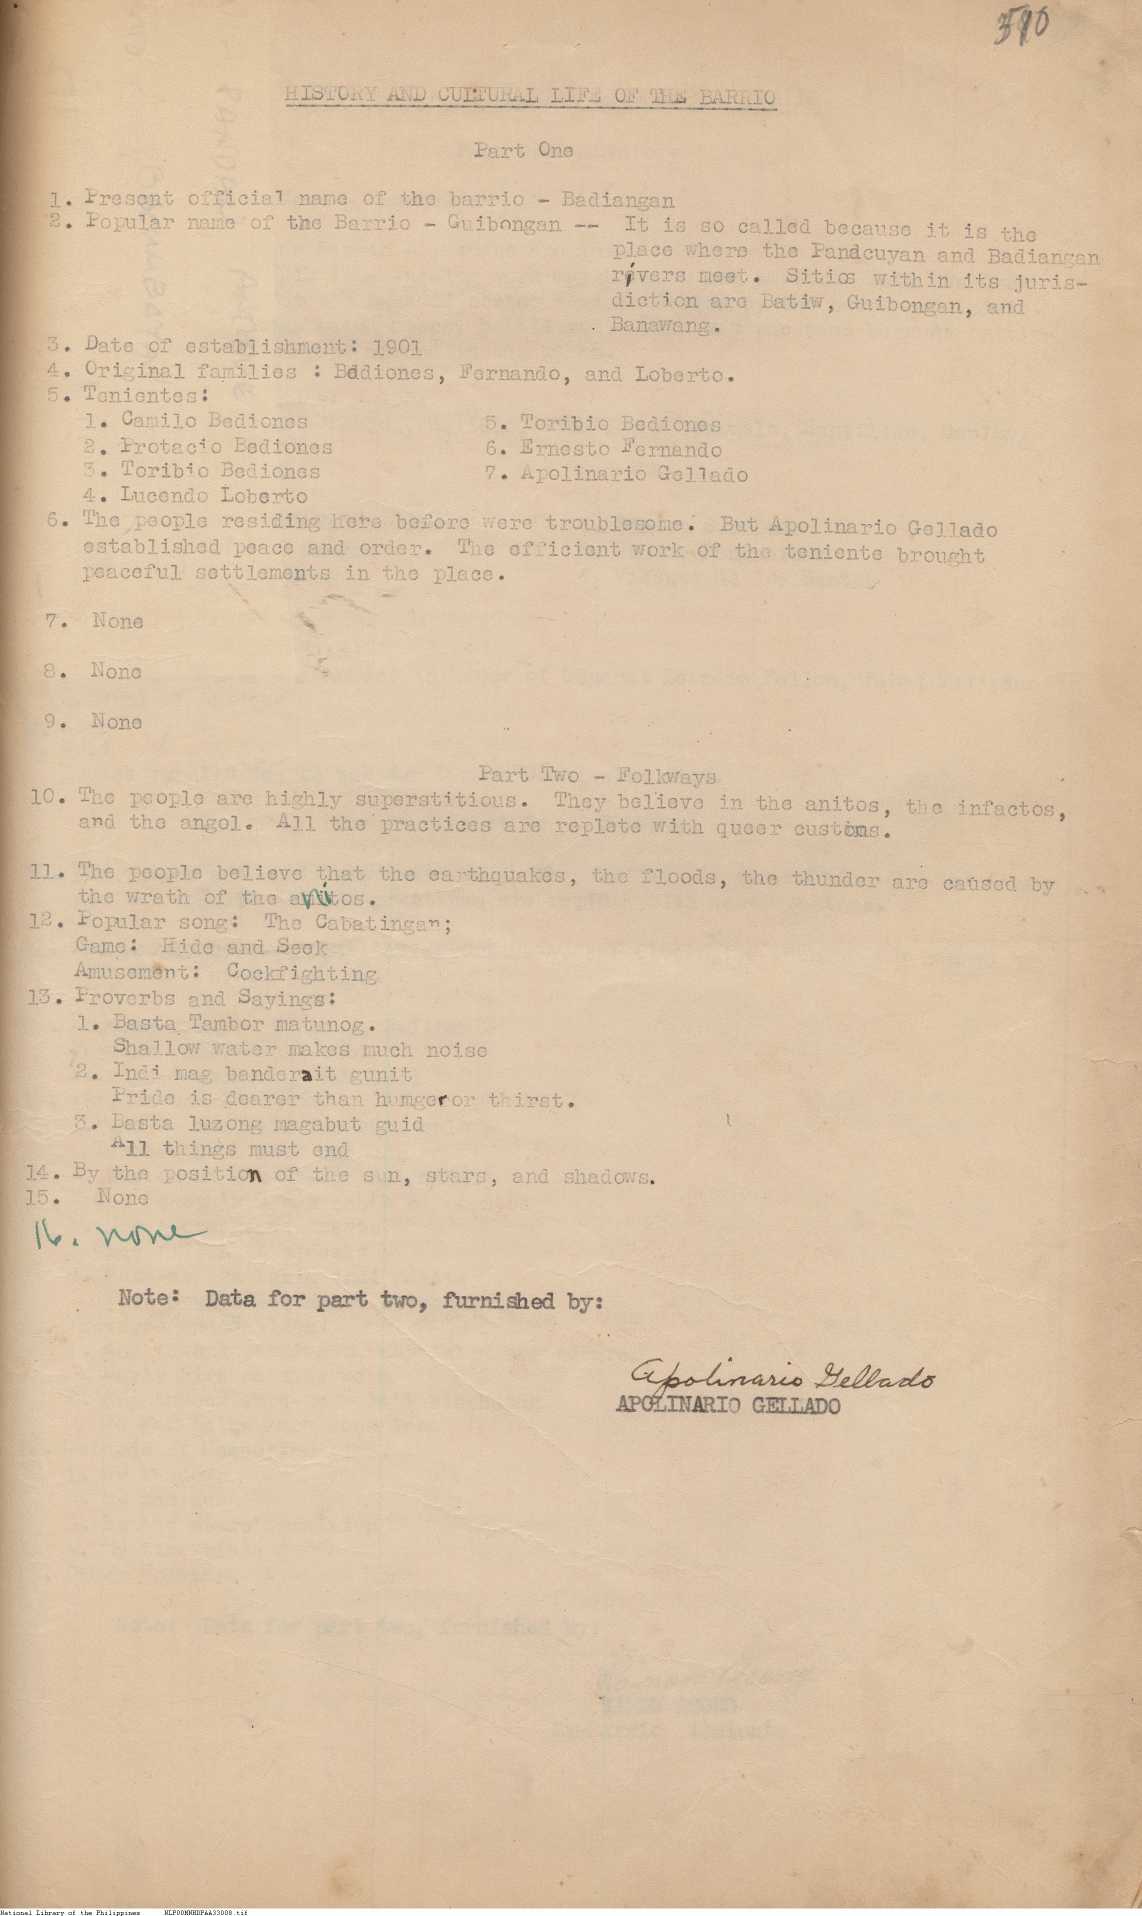 HISTORY AND CULTURAL LIFE OF THE BARRIO
Part One
1. Present official name of the barrio - Badiangan
2. Popular name of the Barrio - Guibongan -- It is so called because it is the
place where the Pandcuyan and Badiangan
rivers meet. Sitios within its juris-
diction are Batiw, Guibongan, and
Banawang.
3. Date of establishment: 1901
4. Original families : Bediones, Fernando, and Loberto.
5. Tenientes:
1. Camilo Bediones 5. Toribio Bediones
2. Protacio Bediones 6. Ernesto Fernando
3. Toribio Bediones 7. Apolinario Gellado
4. Lucendo Loberto
6. The people residing here before were troublesome. But Apolinario Gellado
established peace and order. The efficient work of the teniente brought
peaceful settlements in the place.
7. None
8. None
9. None
Part Two - Folkways
10. The people are highly superstitious. They believe in the anitos, the infactos,
and the angel. All the practices are replete with queer customs.
11. The people believe that the earthquakes, the floods, the thunder are caused by
the wrath of the anitos.
12. Popular song: The Cabatingan;
Game: Hide and Seek
Amusement: Cockfighting
13. Proverbs and Sayings:
1. Basta Tambor matunog.
Shallow water makes much noise
2. Indi mag banderait gunit
Pride is dearer than humger or thirst.
3. Basta luzong magabut guid
All things must end
14. By the position of the sun, stars, and shadows.
15. None
16. none
Note: Data for part two, furnished by:
Apolinario Gellado
APOLINARIO GELLADO
National Library of the Philippines NLP00MNHDPAA33008.tif